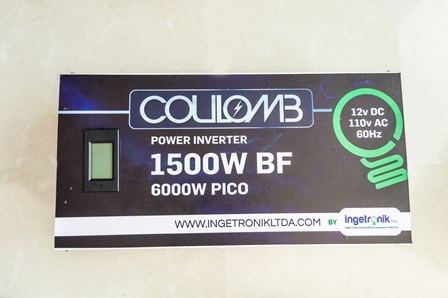 COULOMB
POWER INVERTER
1500W BF
6000W PICO
12v DC
110v AC
60Hz
WWW.INGETRONIKLTDA.COM BY ingetronik